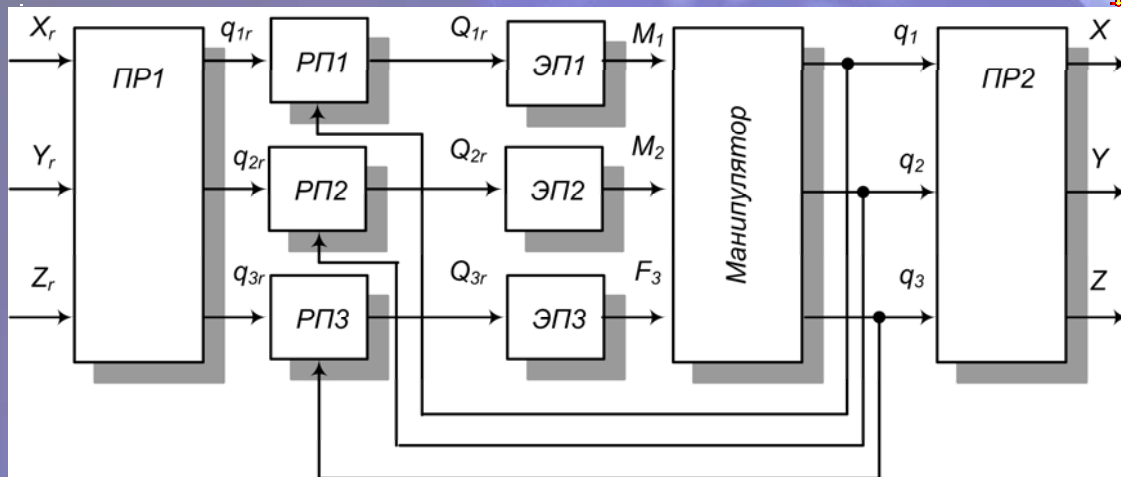 Xr
q1r
РП1
Q1r
ЭП1
M1
q1
X
ПР1
ПР2
Yr
q2r
РП2
Q2r
ЭП2
M2
Манипулятор
q2
Y
Zr
q3r
РП3
Q3r
ЭП3
F3
q3
Z